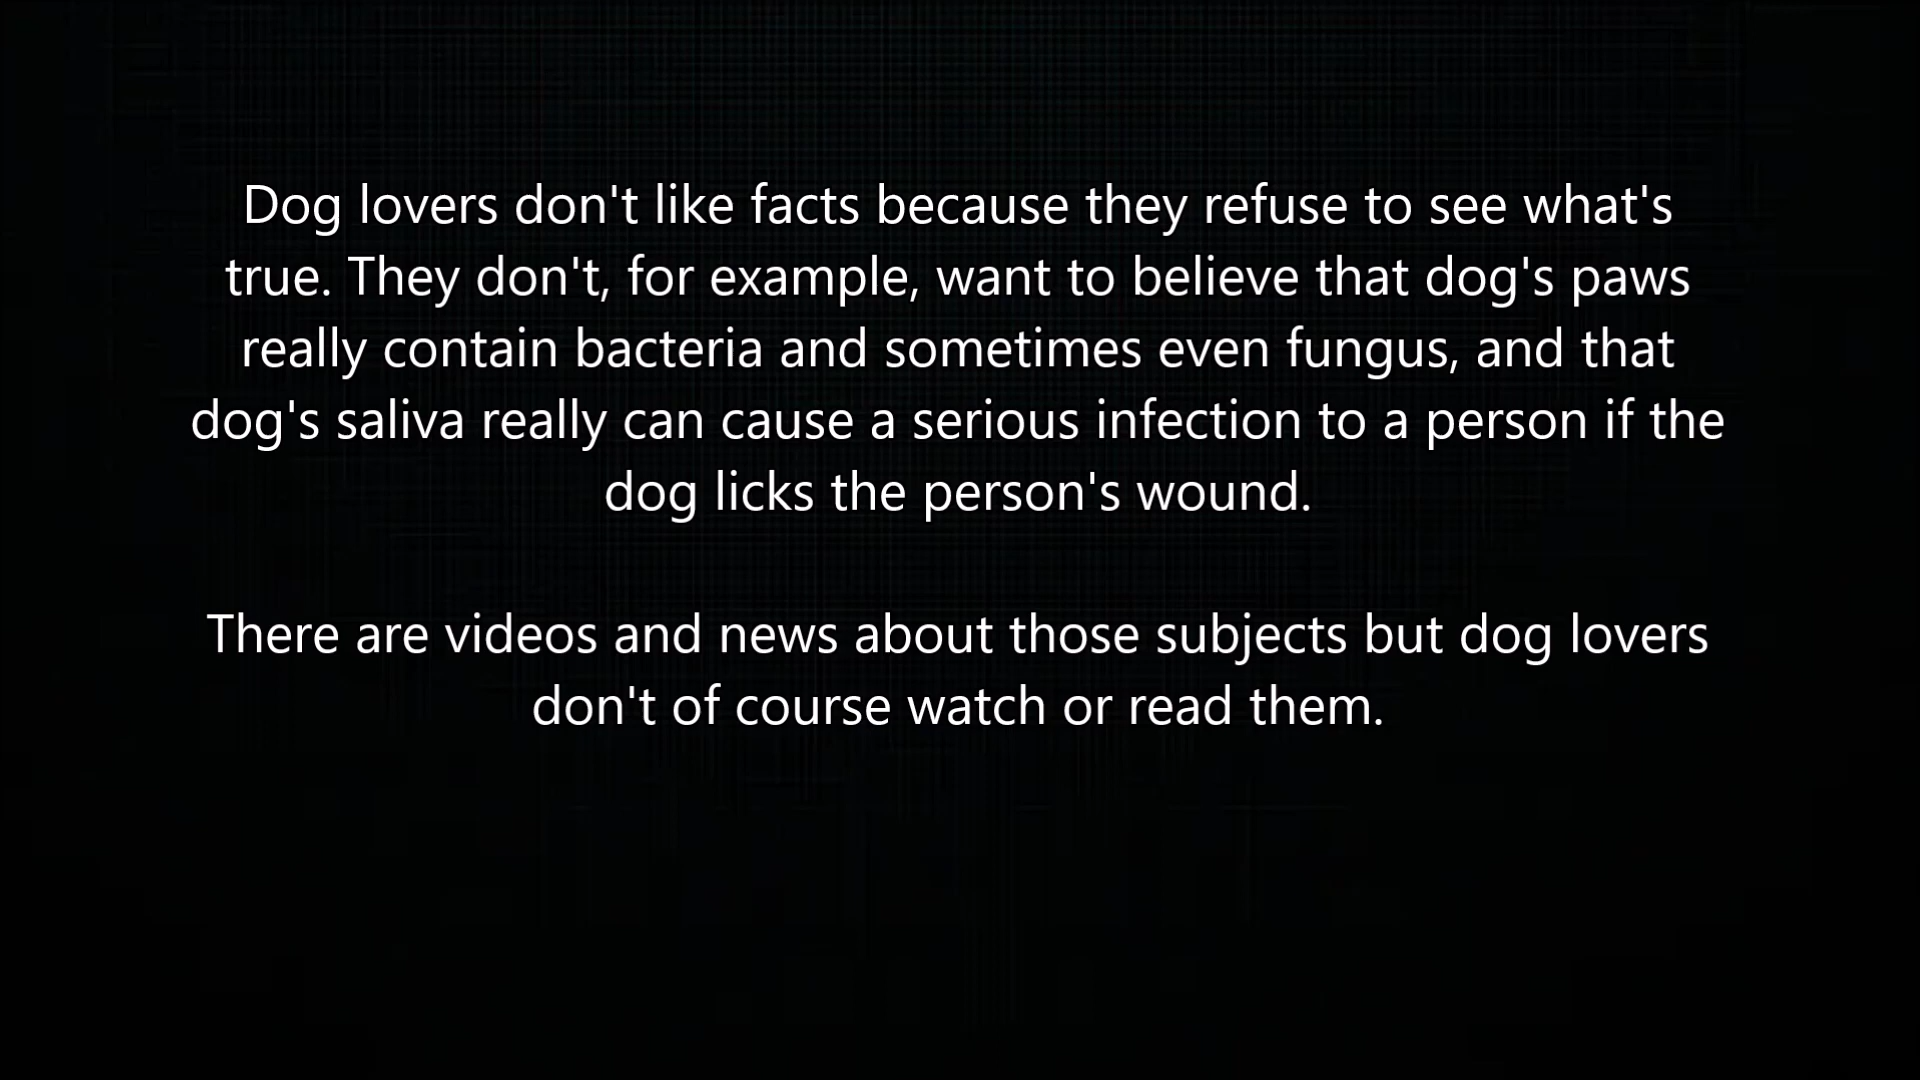 Dog lovers don't like facts because they refuse to see what's
true. They don't, for example, want to believe that dog's paws
really contain bacteria and sometimes even fungus, and that
dog's saliva really can cause a serious infection to a person if the
dog licks the person's wound.
There are videos and news about those subjects but dog lovers
don't of course watch or read them.